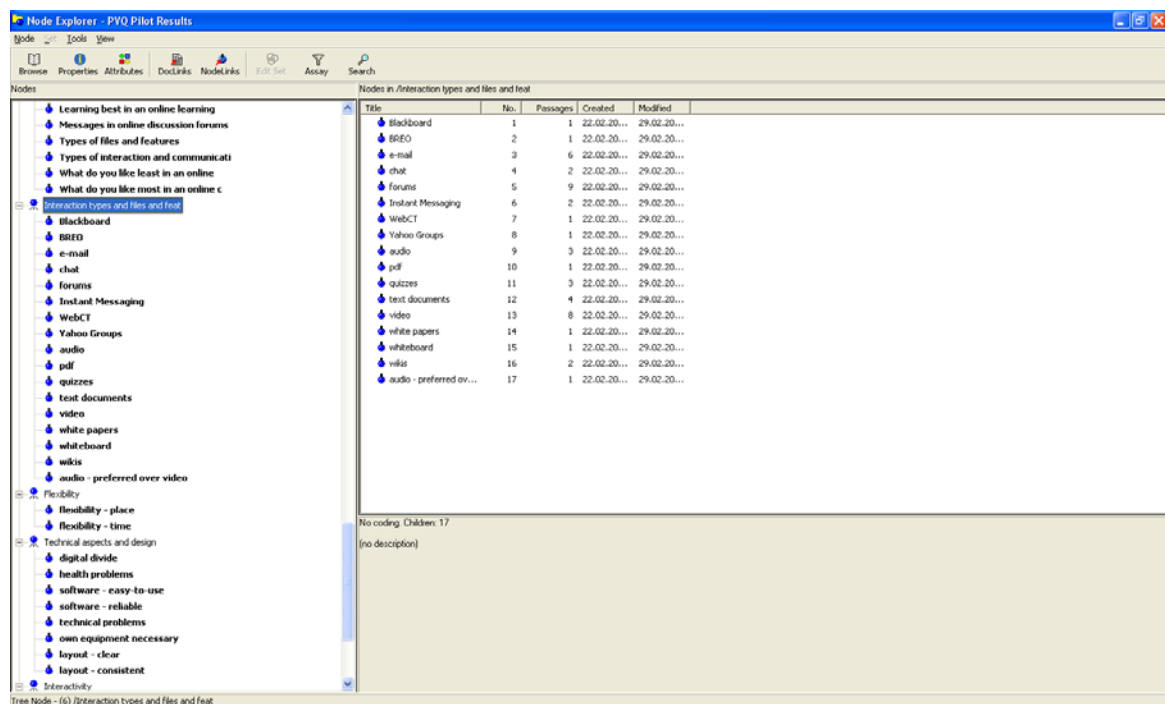 Node Explorer - PVQ Pilot Results
Node Set Tools View
Browse Properties Attributes DocLinks NodeLinks Edit Set Assay Search
Nodes
Learning best in an online learning
Messages in online discussion forums
Types of files and features
Types of interaction and communicati
What do you like least in an online
What do you like most in an online c
Interaction types and files and feat
Blackboard
BREO
e-mail
chat
forums
Instant Messaging
WebCT
Yahoo Groups
audio
pdf
quizzes
text documents
video
white papers
whiteboard
wikis
audio - preferred over video
Flexibility
flexibility - place
flexibility - time
Technical aspects and design
digital divide
health problems
software - easy-to-use
software - reliable
technical problems
own equipment necessary
layout - clear
layout - consistent
Interactivity
Nodes in /Interaction types and files and feat
Title No. Passages Created Modified
Blackboard 1 1 22.02.20... 29.02.20...
BREO 2 1 22.02.20... 29.02.20...
e-mail 3 6 22.02.20... 29.02.20...
chat 4 2 22.02.20... 29.02.20...
forums 5 9 22.02.20... 29.02.20...
Instant Messaging 6 2 22.02.20... 29.02.20...
WebCT 7 1 22.02.20... 29.02.20...
Yahoo Groups 8 1 22.02.20... 29.02.20...
audio 9 3 22.02.20... 29.02.20...
pdf 10 1 22.02.20... 29.02.20...
quizzes 11 3 22.02.20... 29.02.20...
text documents 12 4 22.02.20... 29.02.20...
video 13 8 22.02.20... 29.02.20...
white papers 14 1 22.02.20... 29.02.20...
whiteboard 15 1 22.02.20... 29.02.20...
wikis 16 2 22.02.20... 29.02.20...
audio - preferred ov... 17 1 22.02.20... 29.02.20...
No coding. Children: 17
(no description)
Tree Node - (6) /Interaction types and files and feat